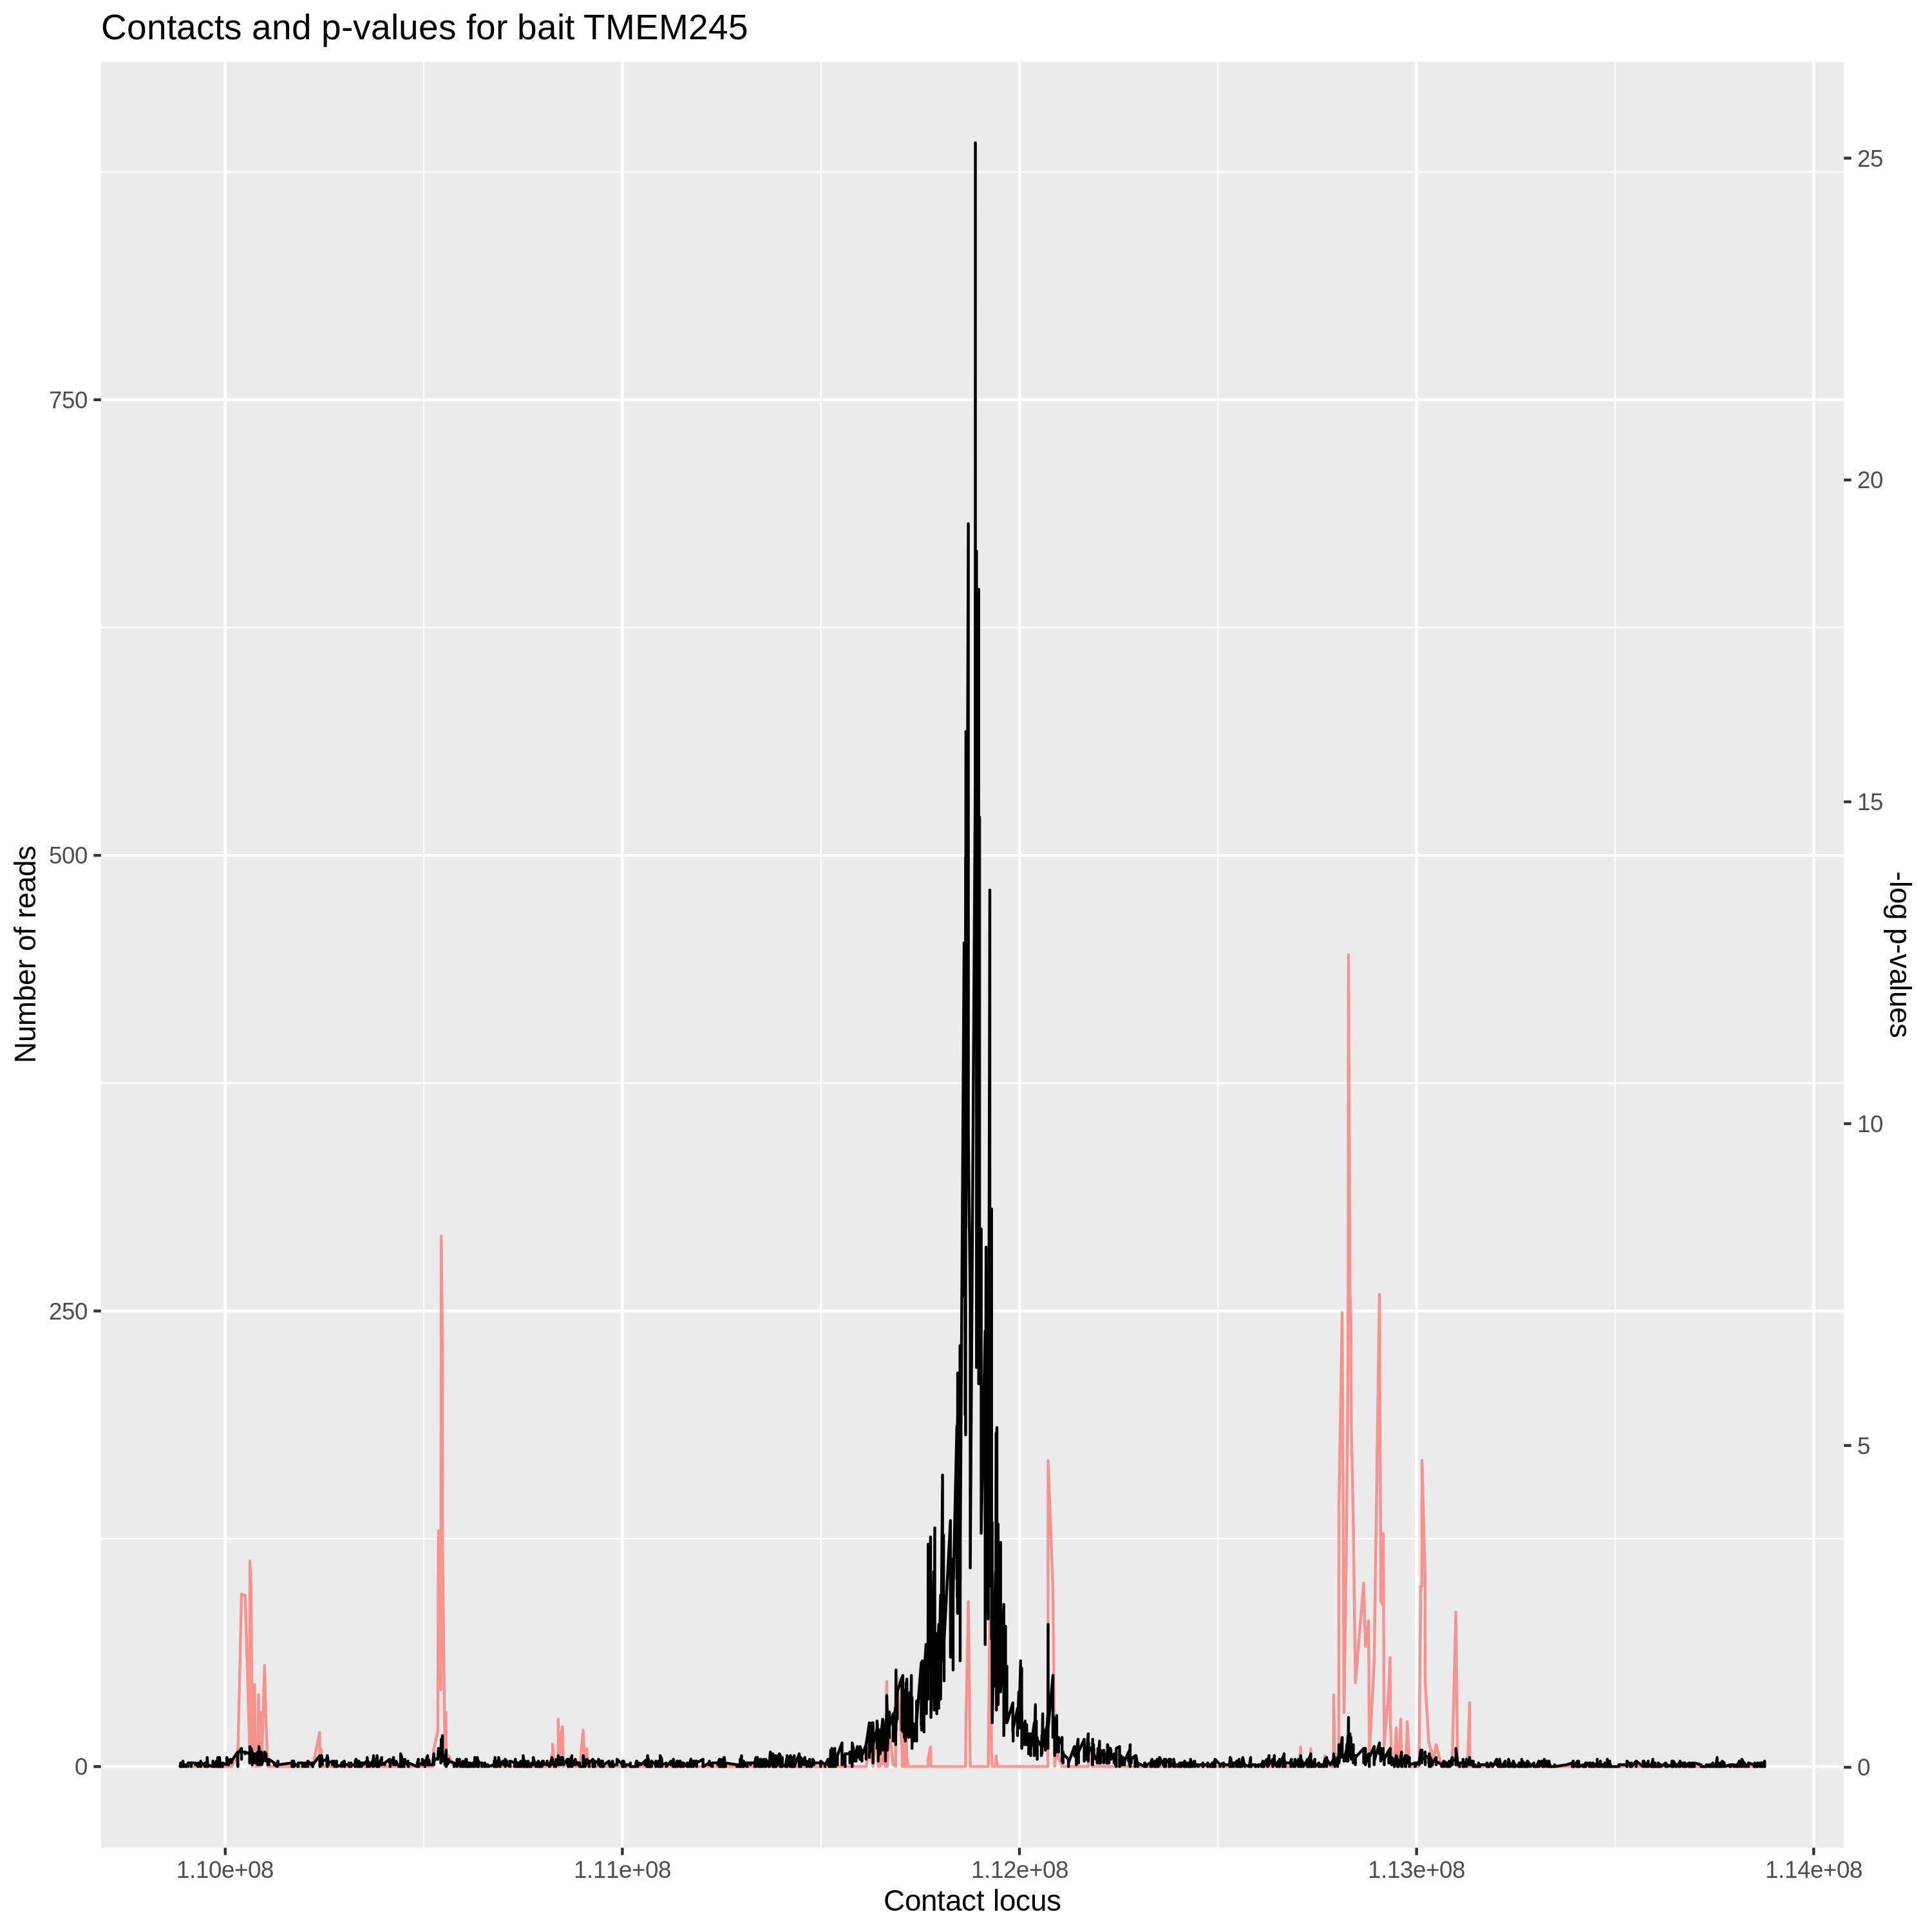 Contacts and p-values for bait TMEM245
25
750
20
15
500
Number of reads
-log p-values
10
250
5
0
0
1.10e+08
1.11e+08
1.12e+08
1.13e+08
1.14e+08
Contact locus